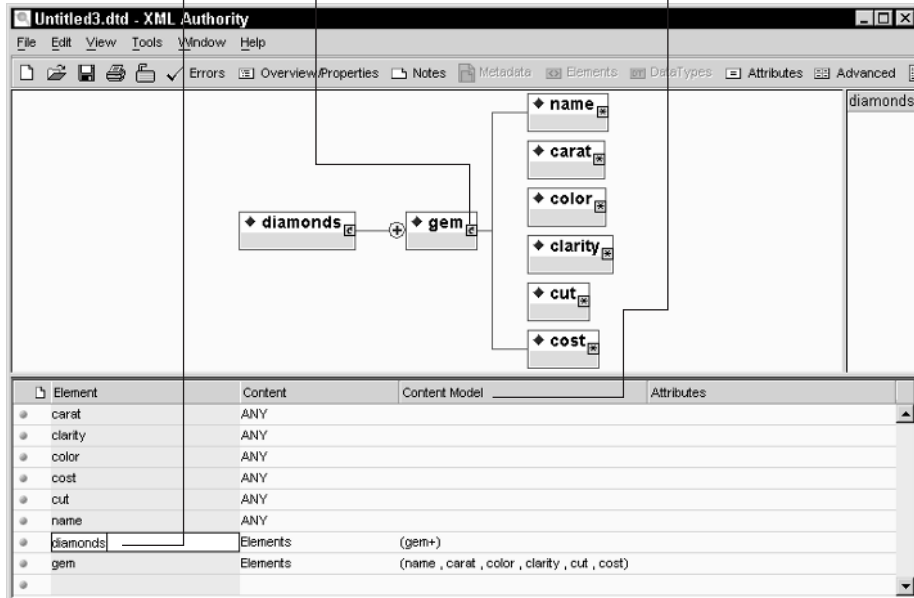 Untitled3.dtd - XML Authority
File Edit View Tools Window Help
Errors Overview/Properties Notes Metadata Elements DataTypes Attributes Advanced
name
carat
color
diamonds gem
clarity
cut
cost
diamonds
Element Content Content Model Attributes
carat ANY
clarity ANY
color ANY
cost ANY
cut ANY
name ANY
diamonds Elements (gem+)
gem Elements (name , carat , color , clarity , cut , cost)